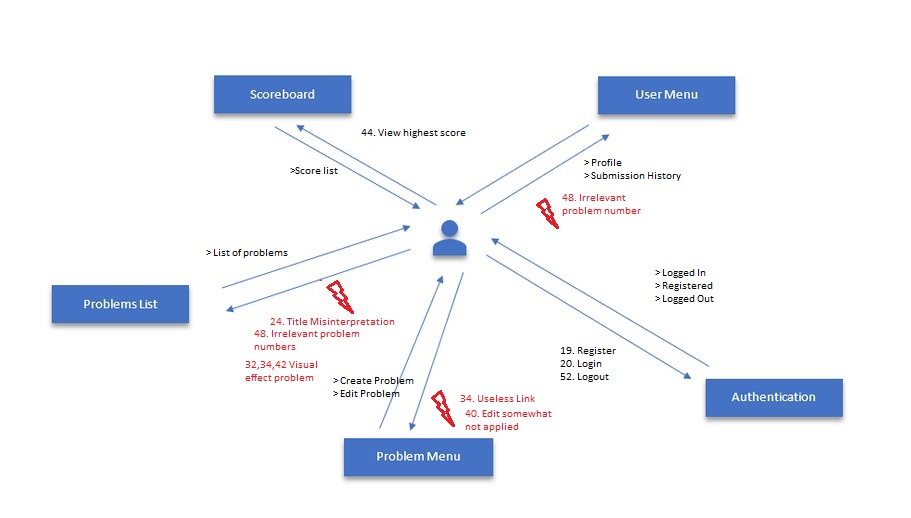 Scoreboard
User Menu
44. View highest score
>Score list
> Profile
> Submission History
48. Irrelevant
problem number
> List of problems
> Logged In
> Registered
> Logged Out
Problems List
24. Title Misinterpretation
48. Irrelevant problem
numbers
32,34,42 Visual
effect problem
19. Register
20. Login
52. Logout
> Create Problem
> Edit Problem
34. Useless Link
40. Edit somewhat
not applied
Authentication
Problem Menu